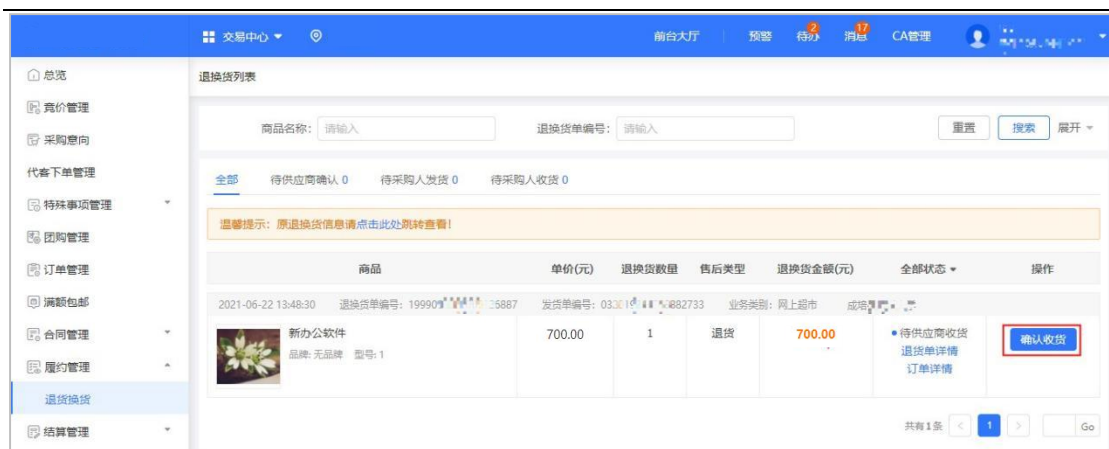 交易中心
前台大厅 预警 待办 2 消息 17 CA管理
总览
竞价管理
采购意向
代客下单管理
特殊事项管理
团购管理
订单管理
满额包邮
合同管理
履约管理
退货换货
结算管理
退换货列表
商品名称： 请输入 退换货单编号： 请输入 重置 搜索 展开
全部 待供应商确认 0 待采购人发货 0 待采购人收货 0
温馨提示：原退换货信息请点击此处跳转查看！
商品 单价(元) 退换货数量 售后类型 退换货金额(元) 全部状态 操作
2021-06-22 13:48:30 退换货单编号： 发货单编号： 业务类别：网上超市
新办公软件 700.00 1 退货 700.00 待供应商收货 确认收货
品牌: 无品牌 型号: 1 退货单详情
订单详情
共有1条 < 1 > Go